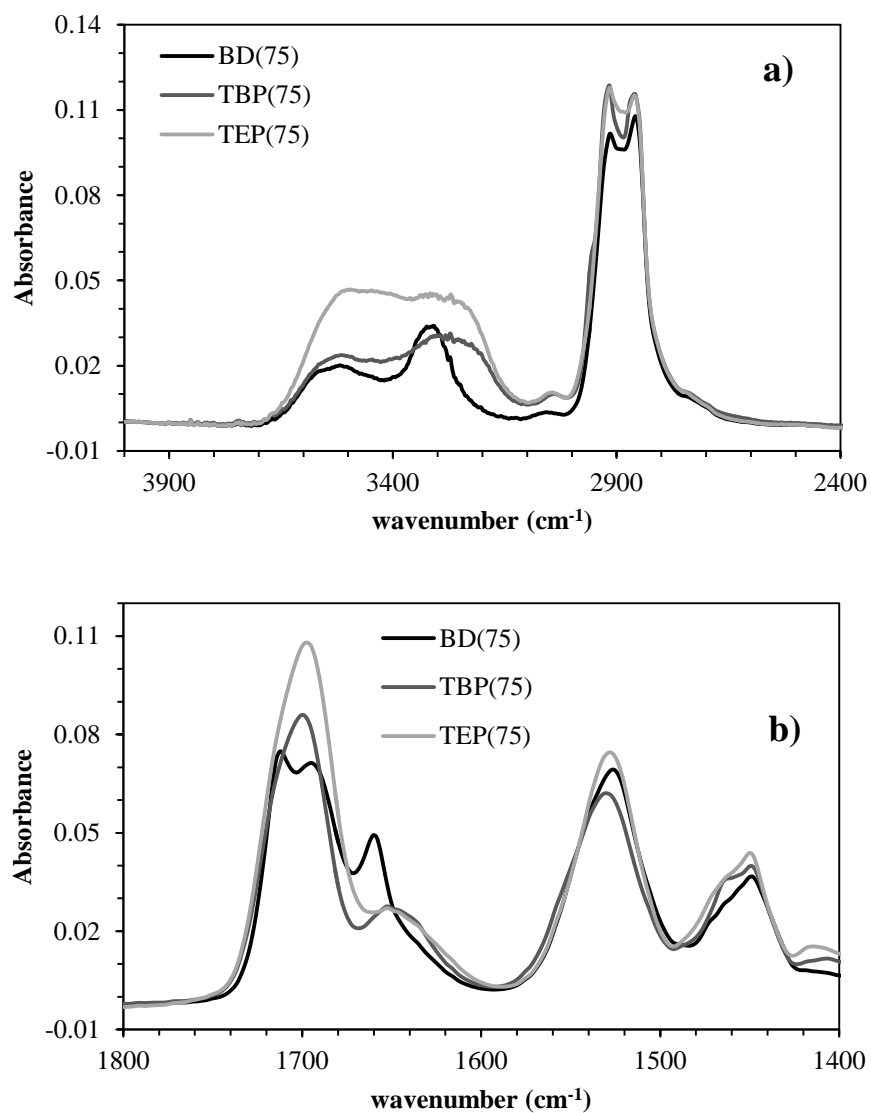 0.14
BD(75)
a)
0.11
TBP(75)
TEP(75)
0.08
Absorbance
0.05
0.02
-0.01
3900 3400 2900 2400
wavenumber (cm-1)
0.11
BD(75)
TBP(75)
0.08
b)
TEP(75)
Absorbance
0.05
0.02
-0.01
1800 1700 1600 1500 1400
wavenumber (cm-1)